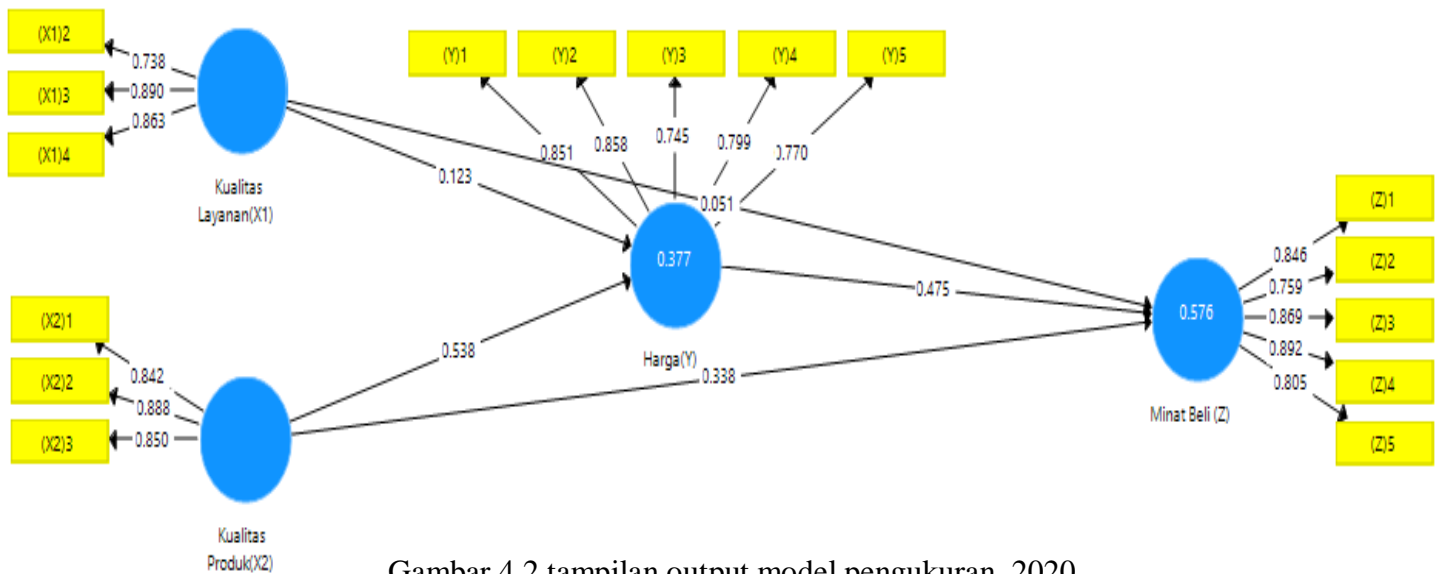 (X1)2
(X1)3
(X1)4
0.738
0.890
0.863
Kualitas
Layanan(X1)
(Y)1
(Y)2
(Y)3
(Y)4
(Y)5
0.851
0.858
0.745
0.799
0.770
0.123
0.051
0.377
Harga(Y)
0.475
0.538
0.338
(X2)1
(X2)2
(X2)3
0.842
0.888
0.850
Kualitas
Produk(X2)
0.576
Minat Beli (Z)
0.846
0.759
0.869
0.892
0.805
(Z)1
(Z)2
(Z)3
(Z)4
(Z)5
Gambar 4.2 tampilan output model pengukuran, 2020